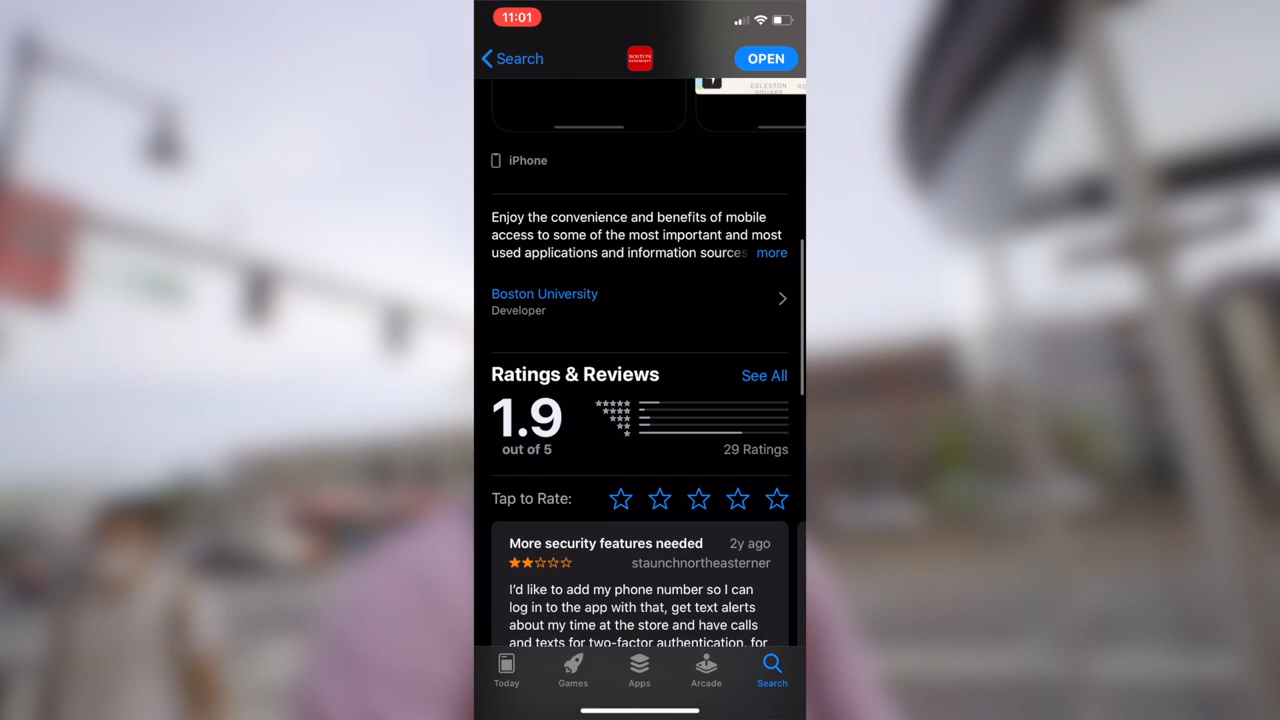 11:01
Search
BOSTON
UNIVERSITY
OPEN
EGLESTON
SQUARE
iPhone
Enjoy the convenience and benefits of mobile
access to some of the most important and most
used applications and information sources more
Boston University
Developer
Ratings & Reviews
See All
1.9
out of 5
29 Ratings
Tap to Rate:
More security features needed
2y ago
staunchnortheasterner
I'd like to add my phone number so I can
log in to the app with that, get text alerts
about my time at the store and have calls
and texts for two-factor authentication, for
Today
Games
Apps
Arcade
Search